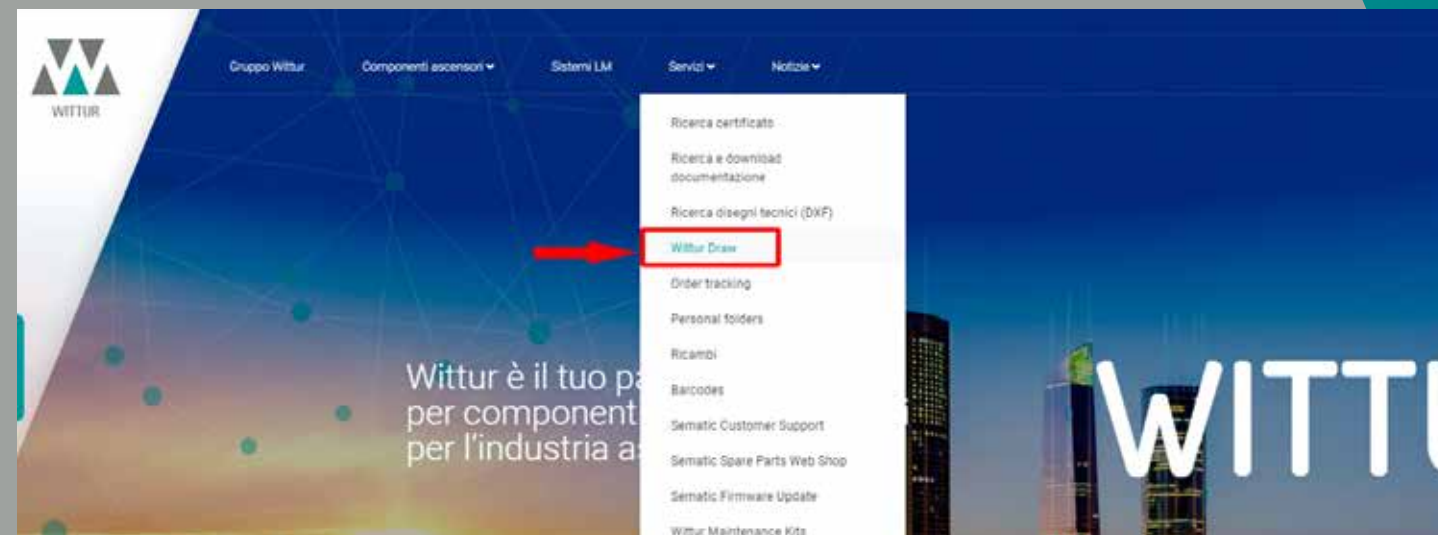 WITTUR
Gruppo Wittur
Componenti ascensori
Sistemi LM
Servizi
Notizie
Ricerca certificato
Ricerca e download
documentazione
Ricerca disegni tecnici (DXF)
Wittur Draw
Order tracking
Personal folders
Ricambi
Barcodes
Sematic Customer Support
Sematic Spare Parts Web Shop
Sematic Firmware Update
Wittur Maintenance Kits
Wittur è il tuo pa
per component i
per l'industria a
WITTU